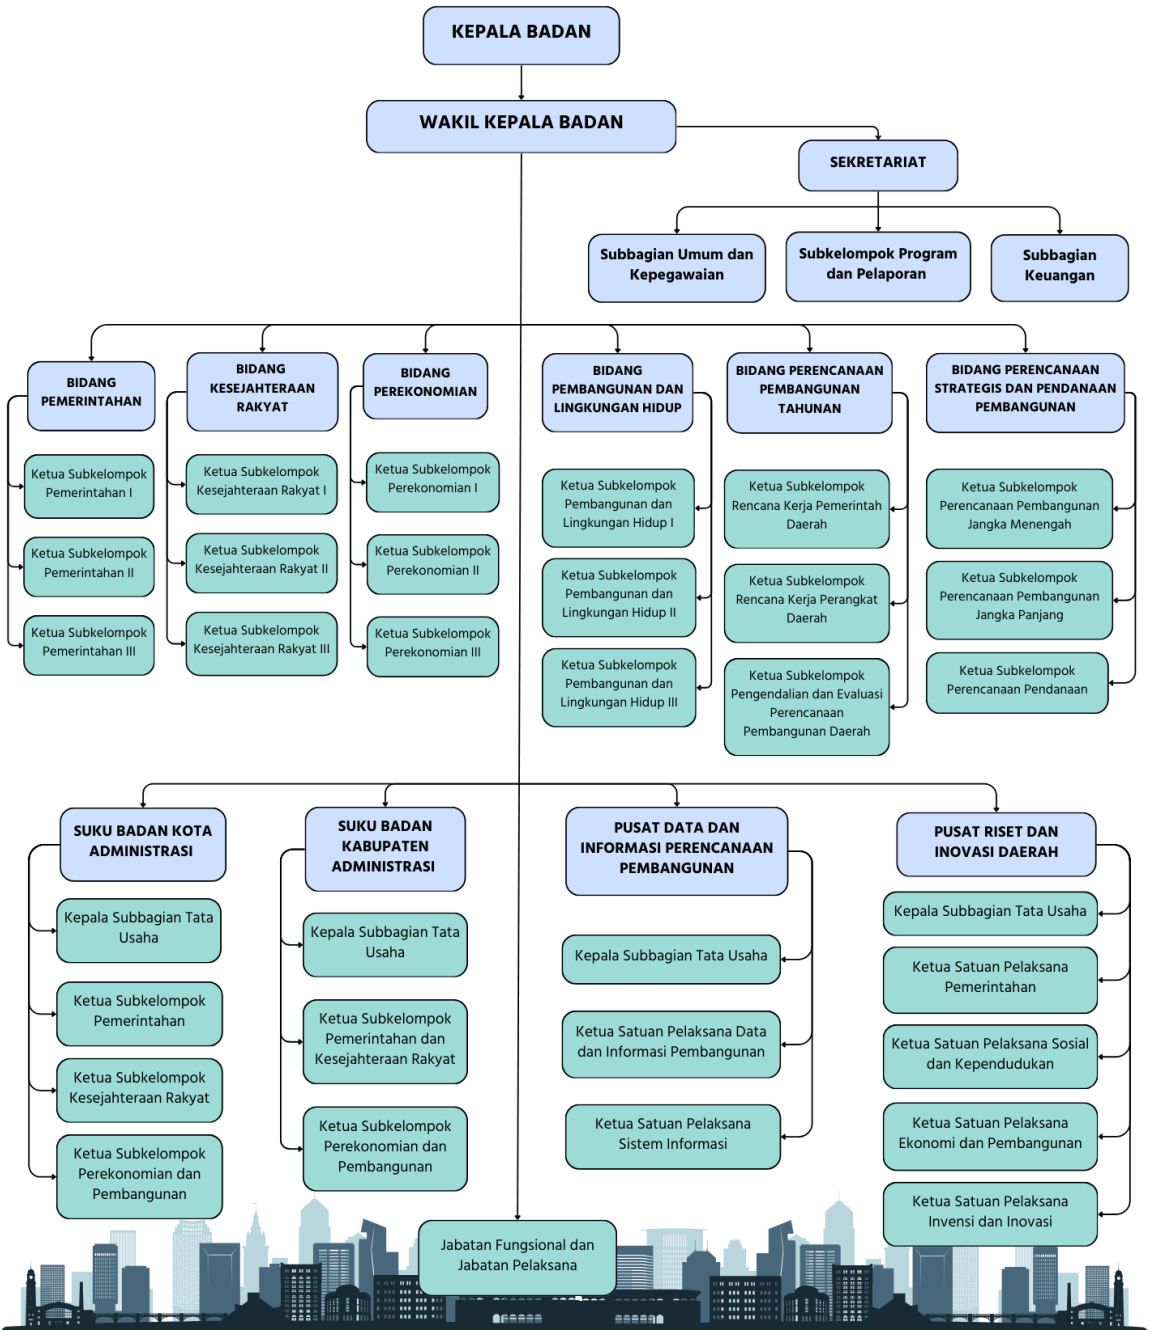 KEPALA BADAN
WAKIL KEPALA BADAN
SEKRETARIAT
Subbagian Umum dan
Kepegawaian
Subkelompok Program
dan Pelaporan
Subbagian
Keuangan
BIDANG
PEMERINTAHAN
Ketua Subkelompok
Pemerintahan I
Ketua Subkelompok
Pemerintahan II
Ketua Subkelompok
Pemerintahan III
BIDANG
KESEJAHTERAAN
RAKYAT
Ketua Subkelompok
Kesejahteraan Rakyat I
Ketua Subkelompok
Kesejahteraan Rakyat II
Ketua Subkelompok
Kesejahteraan Rakyat III
BIDANG
PEREKONOMIAN
Ketua Subkelompok
Perekonomian I
Ketua Subkelompok
Perekonomian II
Ketua Subkelompok
Perekonomian III
BIDANG
PEMBANGUNAN DAN
LINGKUNGAN HIDUP
Ketua Subkelompok
Pembangunan dan
Lingkungan Hidup I
Ketua Subkelompok
Pembangunan dan
Lingkungan Hidup II
Ketua Subkelompok
Pembangunan dan
Lingkungan Hidup III
BIDANG PERENCANAAN
PEMBANGUNAN
TAHUNAN
Ketua Subkelompok
Rencana Kerja Pemerintah
Daerah
Ketua Subkelompok
Rencana Kerja Perangkat
Daerah
Ketua Subkelompok
Pengendalian dan Evaluasi
Perencanaan
Pembangunan Daerah
BIDANG PERENCANAAN
STRATEGIS DAN PENDANAAN
PEMBANGUNAN
Ketua Subkelompok
Perencanaan Pembangunan
Jangka Menengah
Ketua Subkelompok
Perencanaan Pembangunan
Jangka Panjang
Ketua Subkelompok
Perencanaan Pendanaan
SUKU BADAN KOTA
ADMINISTRASI
Kepala Subbagian Tata
Usaha
Ketua Subkelompok
Pemerintahan
Ketua Subkelompok
Kesejahteraan Rakyat
Ketua Subkelompok
Perekonomian dan
Pembangunan
SUKU BADAN
KABUPATEN
ADMINISTRASI
Kepala Subbagian Tata
Usaha
Ketua Subkelompok
Pemerintahan dan
Kesejahteraan Rakyat
Ketua Subkelompok
Perekonomian dan
Pembangunan
PUSAT DATA DAN
INFORMASI PERENCANAAN
PEMBANGUNAN
Kepala Subbagian Tata Usaha
Ketua Satuan Pelaksana Data
dan Informasi Pembangunan
Ketua Satuan Pelaksana
Sistem Informasi
PUSAT RISET DAN
INOVASI DAERAH
Kepala Subbagian Tata Usaha
Ketua Satuan Pelaksana
Pemerintahan
Ketua Satuan Pelaksana Sosial
dan Kependudukan
Ketua Satuan Pelaksana
Ekonomi dan Pembangunan
Ketua Satuan Pelaksana
Invensi dan Inovasi
Jabatan Fungsional dan
Jabatan Pelaksana